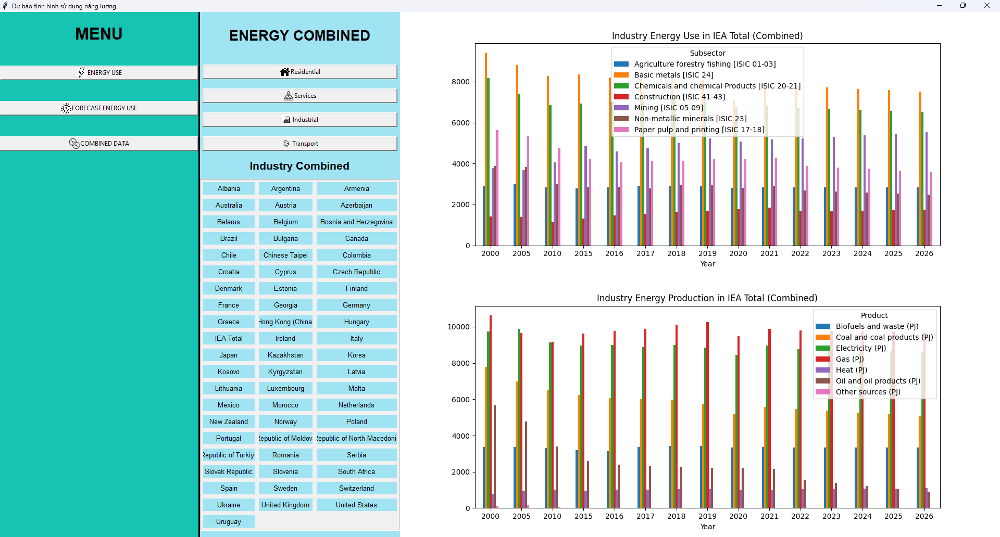 Dự báo tình hình sử dụng năng lượng
MENU
ENERGY USE
FORECAST ENERGY USE
COMBINED DATA
ENERGY COMBINED
Residential
Services
Industrial
Transport
Industry Combined
Albania Argentina Armenia
Australia Austria Azerbaijan
Belarus Belgium Bosnia and Herzegovina
Brazil Bulgaria Canada
Chile Chinese Taipei Colombia
Croatia Cyprus Czech Republic
Denmark Estonia Finland
France Georgia Germany
Greece Hong Kong (China Hungary
IEA Total Ireland Italy
Japan Kazakhstan Korea
Kosovo Kyrgyzstan Latvia
Lithuania Luxembourg Malta
Mexico Morocco Netherlands
New Zealand Norway Poland
Portugal Republic of Moldov Republic of North Macedoni
Republic of Türkiy Romania Serbia
Slovak Republic Slovenia South Africa
Spain Sweden Switzerland
Ukraine United Kingdom United States
Uruguay
Industry Energy Use in IEA Total (Combined)
Subsector
Agriculture forestry fishing [ISIC 01-03]
Basic metals [ISIC 24]
Chemicals and chemical Products [ISIC 20-21]
Construction [ISIC 41-43]
Mining [ISIC 05-09]
Non-metallic minerals [ISIC 23]
Paper pulp and printing [ISIC 17-18]
8000
6000
4000
2000
0
2000 2005 2010 2015 2016 2017 2018 2019 2020 2021 2022 2023 2024 2025 2026
Year
Industry Energy Production in IEA Total (Combined)
Product
Biofuels and waste (PJ)
Coal and coal products (PJ)
Electricity (PJ)
Gas (PJ)
Heat (PJ)
Oil and oil products (PJ)
Other sources (PJ)
10000
8000
6000
4000
2000
0
2000 2005 2010 2015 2016 2017 2018 2019 2020 2021 2022 2023 2024 2025 2026
Year